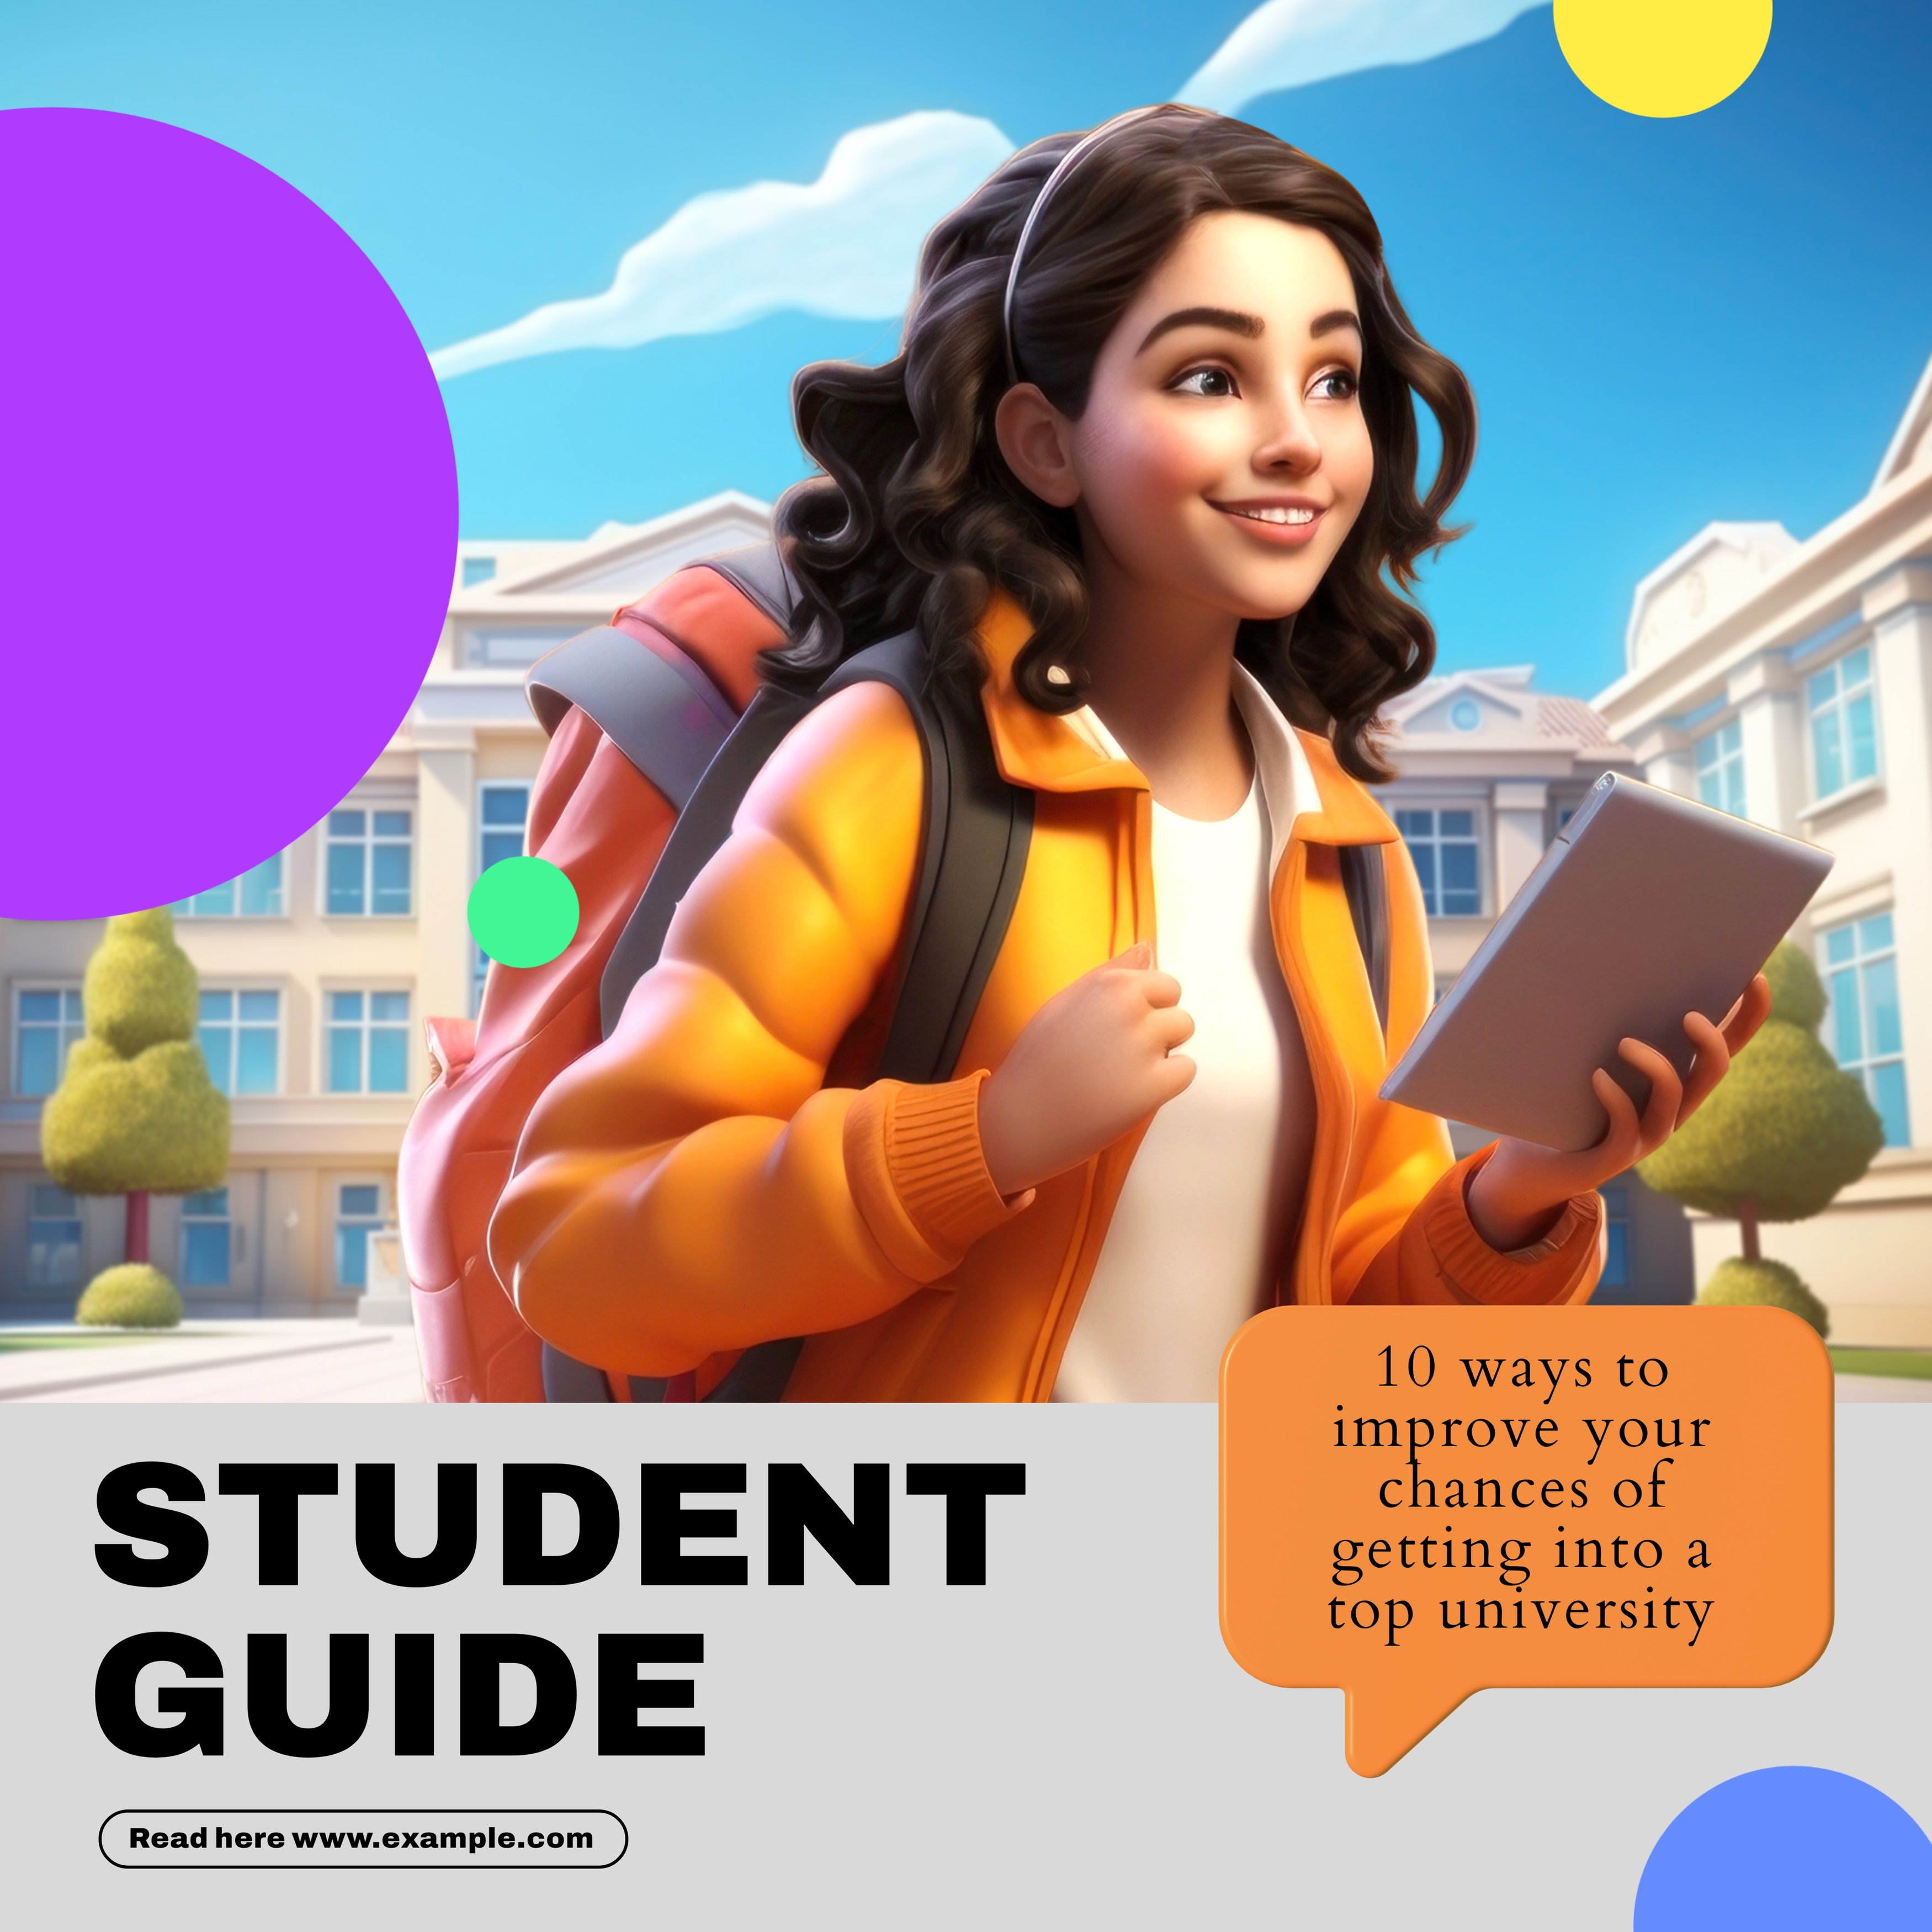 STUDENT
GUIDE
Read here www.example.com
10 ways to
improve your
chances of
getting into a
top university